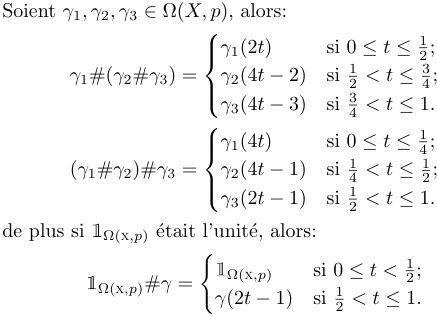 Soient γ₁, γ₂, γ₃ ∈ Ω(X, p), alors:
γ₁#(γ₂#γ₃) = { γ₁(2t) si 0 ≤ t ≤ 1/2;
γ₂(4t − 2) si 1/2 < t ≤ 3/4;
γ₃(4t − 3) si 3/4 < t ≤ 1.
(γ₁#γ₂)#γ₃ = { γ₁(4t) si 0 ≤ t ≤ 1/4;
γ₂(4t − 1) si 1/4 < t ≤ 1/2;
γ₃(2t − 1) si 1/2 < t ≤ 1.
de plus si 𝟙_Ω(X,p) était l'unité, alors:
𝟙_Ω(X,p)#γ = { 𝟙_Ω(X,p) si 0 ≤ t < 1/2;
γ(2t − 1) si 1/2 < t ≤ 1.